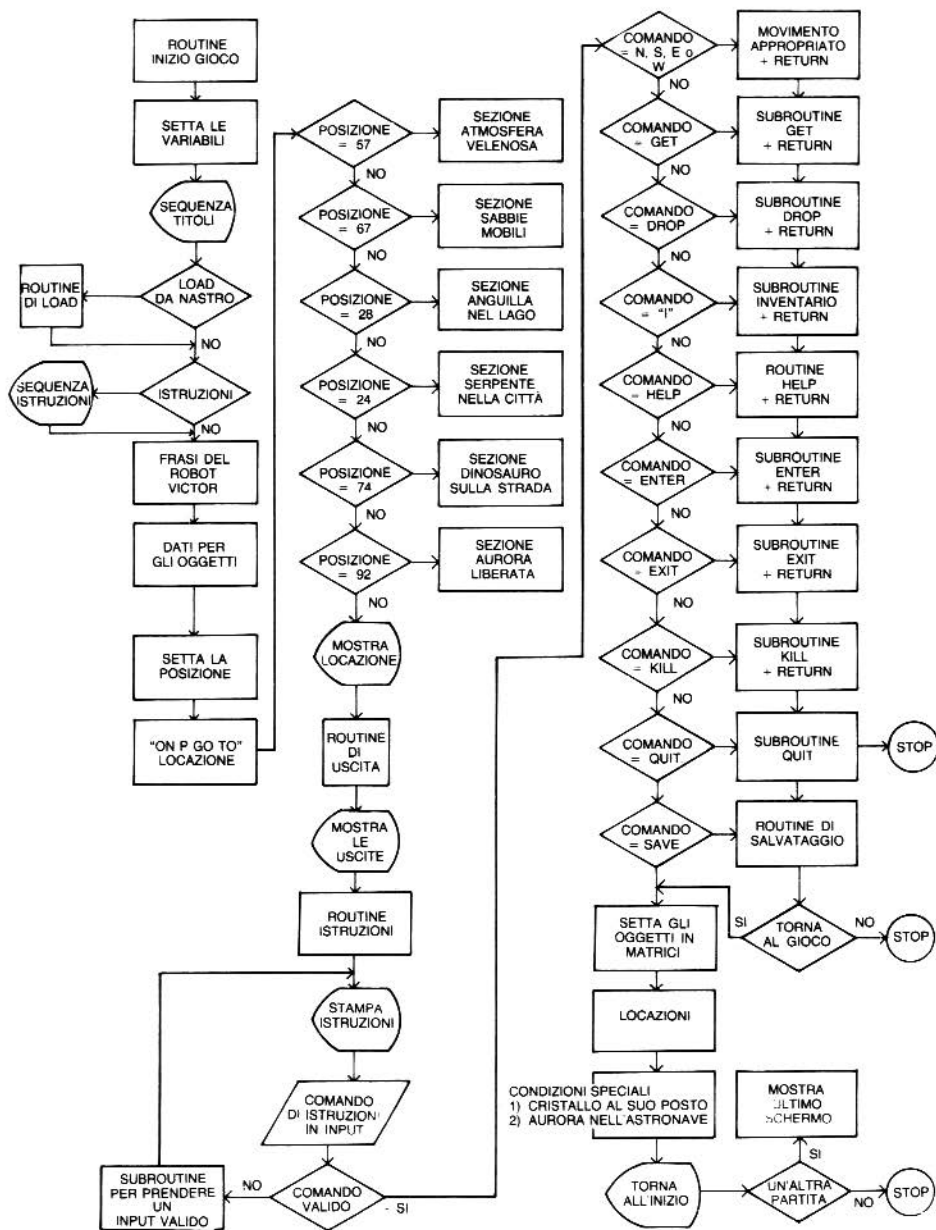 ROUTINE
INIZIO GIOCO
SETTA LE
VARIABILI
SEQUENZA
TITOLI
LOAD
DA NASTRO
ROUTINE
DI LOAD
NO
ISTRUZIONI
SEQUENZA
ISTRUZIONI
NO
FRASI DEL
ROBOT
VICTOR
DATI PER
GLI OGGETTI
SETTA LA
POSIZIONE
"ON P GO TO"
LOCAZIONE
POSIZIONE
= 57
SEZIONE
ATMOSFERA
VELENOSA
NO
POSIZIONE
= 67
SEZIONE
SABBIE
MOBILI
NO
POSIZIONE
= 28
SEZIONE
ANGUILLA
NEL LAGO
NO
POSIZIONE
= 24
SEZIONE
SERPENTE
NELLA CITTÀ
NO
POSIZIONE
= 74
SEZIONE
DINOSAURO
SULLA STRADA
NO
POSIZIONE
= 92
SEZIONE
AURORA
LIBERATA
NO
MOSTRA
LOCAZIONE
ROUTINE
DI
USCITA
MOSTRA
LE
USCITE
ROUTINE
ISTRUZIONI
STAMPA
ISTRUZIONI
COMANDO
DI ISTRUZIONI
IN INPUT
COMANDO
VALIDO
NO
SUBROUTINE
PER PRENDERE
UN
INPUT VALIDO
- SI
COMANDO
= N, S, E o
W
MOVIMENTO
APPROPRIATO
+ RETURN
NO
COMANDO
= GET
SUBROUTINE
GET
+ RETURN
NO
COMANDO
= DROP
SUBROUTINE
DROP
+ RETURN
NO
COMANDO
= "I"
SUBROUTINE
INVENTARIO
+ RETURN
NO
COMANDO
= HELP
ROUTINE
HELP
+ RETURN
NO
COMANDO
= ENTER
SUBROUTINE
ENTER
+ RETURN
NO
COMANDO
= EXIT
SUBROUTINE
EXIT
+ RETURN
NO
COMANDO
= KILL
SUBROUTINE
KILL
+ RETURN
NO
COMANDO
= QUIT
SUBROUTINE
QUIT
STOP
NO
COMANDO
= SAVE
ROUTINE DI
SALVATAGGIO
SETTA GLI
OGGETTI IN
MATRICI
SI
TORNA
AL GIOCO
NO
STOP
LOCAZIONI
CONDIZIONI SPECIALI
1) CRISTALLO AL SUO POSTO
2) AURORA NELL'ASTRONAVE
MOSTRA
ULTIMO
SCHERMO
SI
TORNA
ALL'INIZIO
UN'ALTRA
PARTITA
NO
STOP